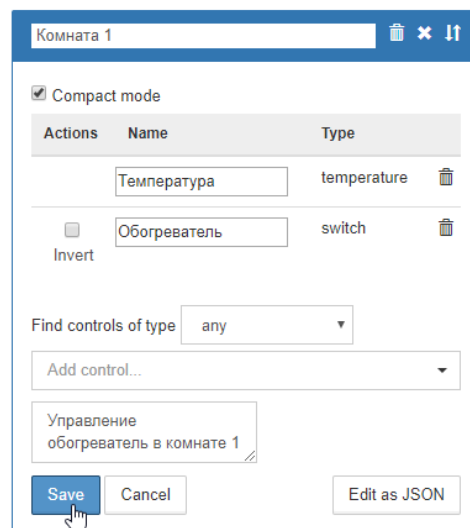 Комната 1
Compact mode
Actions Name Type
Температура temperature
Invert Обогреватель switch
Find controls of type any
Add control...
Управление
обогреватель в комнате 1
Save Cancel Edit as JSON